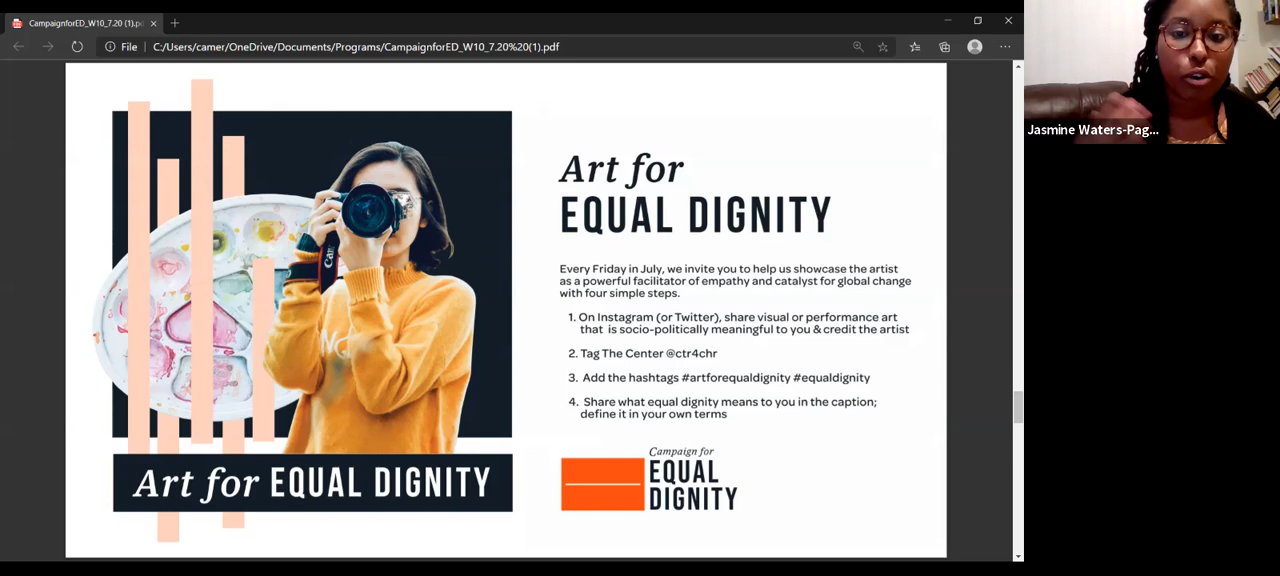 CampaignforED_W10_7.20 (1).pd
File
C:/Users/camer/OneDrive/Documents/Programs/CampaignforED_W10_7.20%20(1).pdf
Jasmine Waters-Pag...
Art for
EQUAL DIGNITY
Every Friday in July, we invite you to help us showcase the artist
as a powerful facilitator of empathy and catalyst for global change
with four simple steps.
1. On Instagram (or Twitter), share visual or performance art
that is socio-politically meaningful to you & credit the artist
2. Tag The Center @ctr4chr
3. Add the hashtags #artforequaldignity #equaldignity
4. Share what equal dignity means to you in the caption;
define it in your own terms
Campaign for
EQUAL
DIGNITY
Art for EQUAL DIGNITY